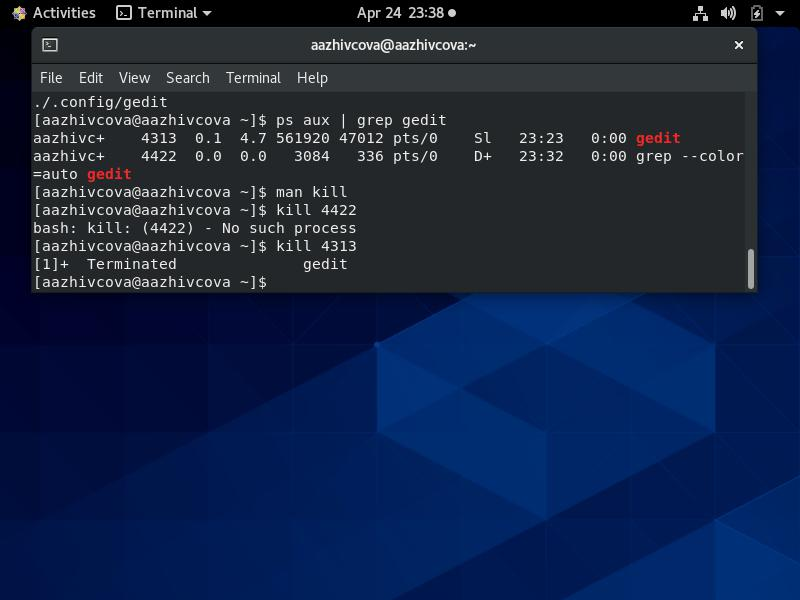 Activities Terminal Apr 24 23:38
aazhivcova@aazhivcova:~
File Edit View Search Terminal Help
./.config/gedit
[aazhivcova@aazhivcova ~]$ ps aux | grep gedit
aazhivc+    4313  0.1  4.7 561920 47012 pts/0    Sl   23:23   0:00 gedit
aazhivc+    4422  0.0  0.0   3084   336 pts/0    D+   23:32   0:00 grep --color
=auto gedit
[aazhivcova@aazhivcova ~]$ man kill
[aazhivcova@aazhivcova ~]$ kill 4422
bash: kill: (4422) - No such process
[aazhivcova@aazhivcova ~]$ kill 4313
[1]+  Terminated              gedit
[aazhivcova@aazhivcova ~]$